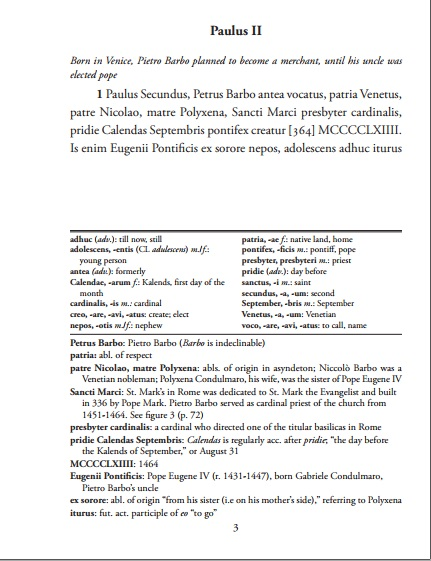 Paulus II
Born in Venice, Pietro Barbo planned to become a merchant, until his uncle was
elected pope
1 Paulus Secundus, Petrus Barbo antea vocatus, patria Venetus,
patre Nicolao, matre Polyxena, Sancti Marci presbyter cardinalis,
pridie Calendas Septembris pontifex creatur [364] MCCCCLXIIII.
Is enim Eugenii Pontificis ex sorore nepos, adolescens adhuc iturus
adhuc (adv.): till now, still
adolescens, -entis (CL adulescens) m./f.:
young person
antea (adv.): formerly
Calendae, -arum f.: Kalends, first day of the
month
cardinalis, -is m.: cardinal
creo, -are, -avi, -atus: create; elect
nepos, -otis m./f.: nephew
patria, -ae f.: native land, home
pontifex, -ficis m.: pontiff, pope
presbyter, presbyteri m.: priest
pridie (adv.): day before
sanctus, -i m.: saint
secundus, -a, -um: second
September, -bris m.: September
Venetus, -a, -um: Venetian
voco, -are, -avi, -atus: to call, name
Petrus Barbo: Pietro Barbo (Barbo is indeclinable)
patria: abl. of respect
patre Nicolao, matre Polyxena: abls. of origin in asyndeton; Niccolò Barbo was a
Venetian nobleman; Polyxena Condulmaro, his wife, was the sister of Pope Eugene IV
Sancti Marci: St. Mark's in Rome was dedicated to St. Mark the Evangelist and built
in 336 by Pope Mark. Pietro Barbo served as cardinal priest of the church from
1451-1464. See figure 3 (p. 72)
presbyter cardinalis: a cardinal who directed one of the titular basilicas in Rome
pridie Calendas Septembris: Calendas is regularly acc. after pridie; "the day before
the Kalends of September," or August 31
MCCCCLXIIII: 1464
Eugenii Pontificis: Pope Eugene IV (r. 1431-1447), born Gabriele Condulmaro,
Pietro Barbo's uncle
ex sorore: abl. of origin "from his sister (i.e on his mother's side)," referring to Polyxena
iturus: fut. act. participle of eo "to go"
3